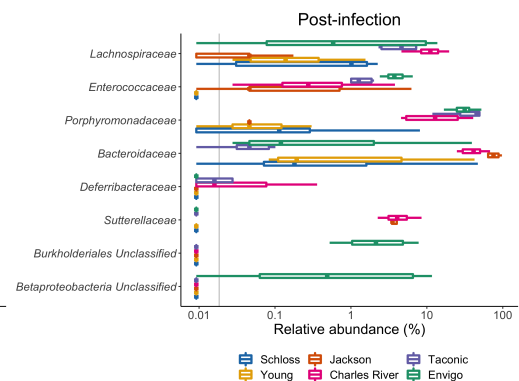 Post-infection
Lachnospiraceae
Enterococcaceae
Porphyromonadaceae
Bacteroidaceae
Deferribacteraceae
Sutterellaceae
Burkholderiales Unclassified
Betaproteobacteria Unclassified
0.01 0.1 1 10 100
Relative abundance (%)
Schloss Jackson Taconic
Young Charles River Envigo